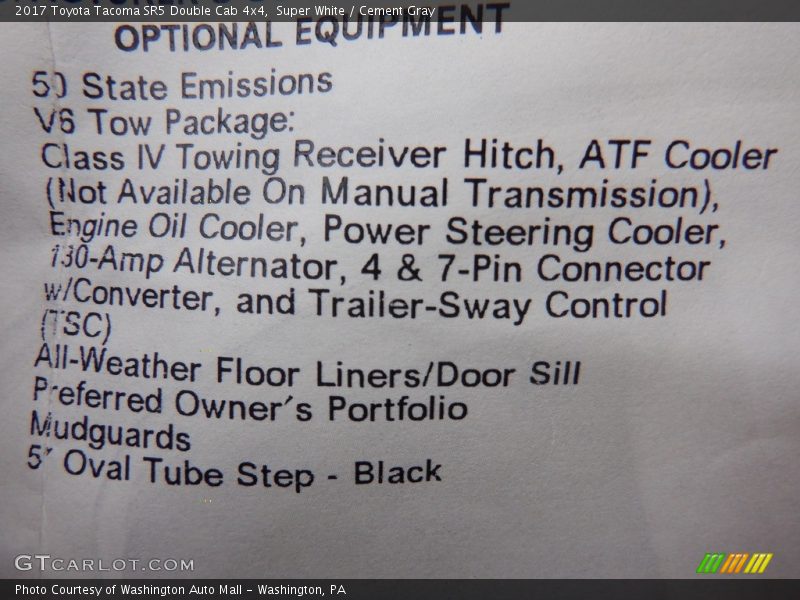 2017 Toyota Tacoma SR5 Double Cab 4x4, Super White / Cement Gray
OPTIONAL EQUIPMENT
50 State Emissions
V6 Tow Package:
Class IV Towing Receiver Hitch, ATF Cooler
(Not Available On Manual Transmission),
Engine Oil Cooler, Power Steering Cooler,
130-Amp Alternator, 4 & 7-Pin Connector
w/Converter, and Trailer-Sway Control
(TSC)
All-Weather Floor Liners/Door Sill
Preferred Owner's Portfolio
Mudguards
5" Oval Tube Step - Black
GTCARLOT.COM
Photo Courtesy of Washington Auto Mall - Washington, PA